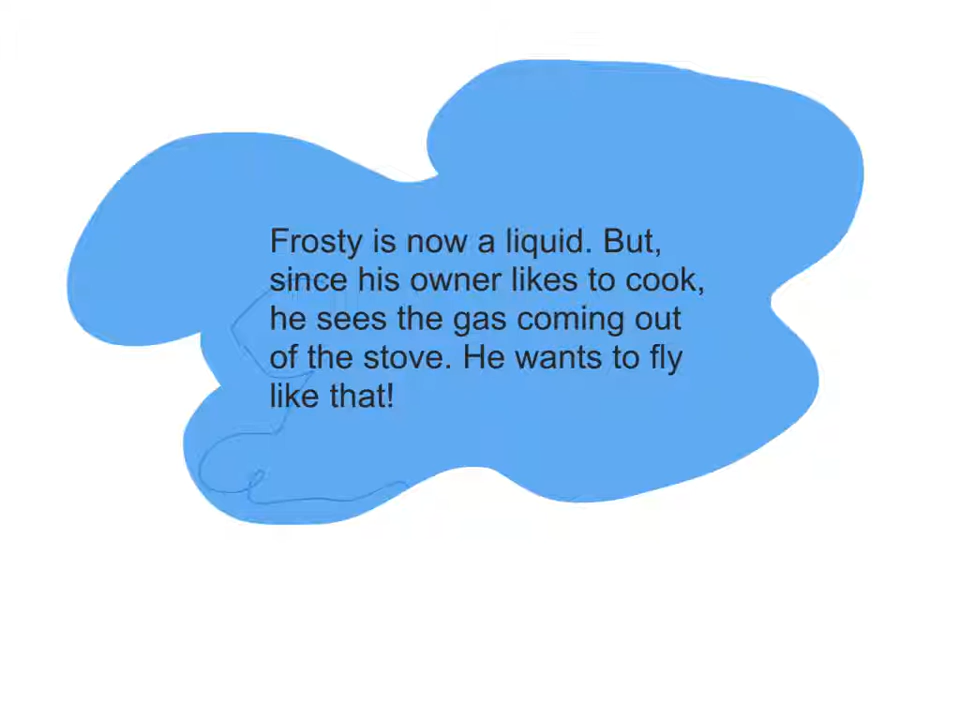 Frosty is now a liquid. But,
since his owner likes to cook,
he sees the gas coming out
of the stove. He wants to fly
like that!